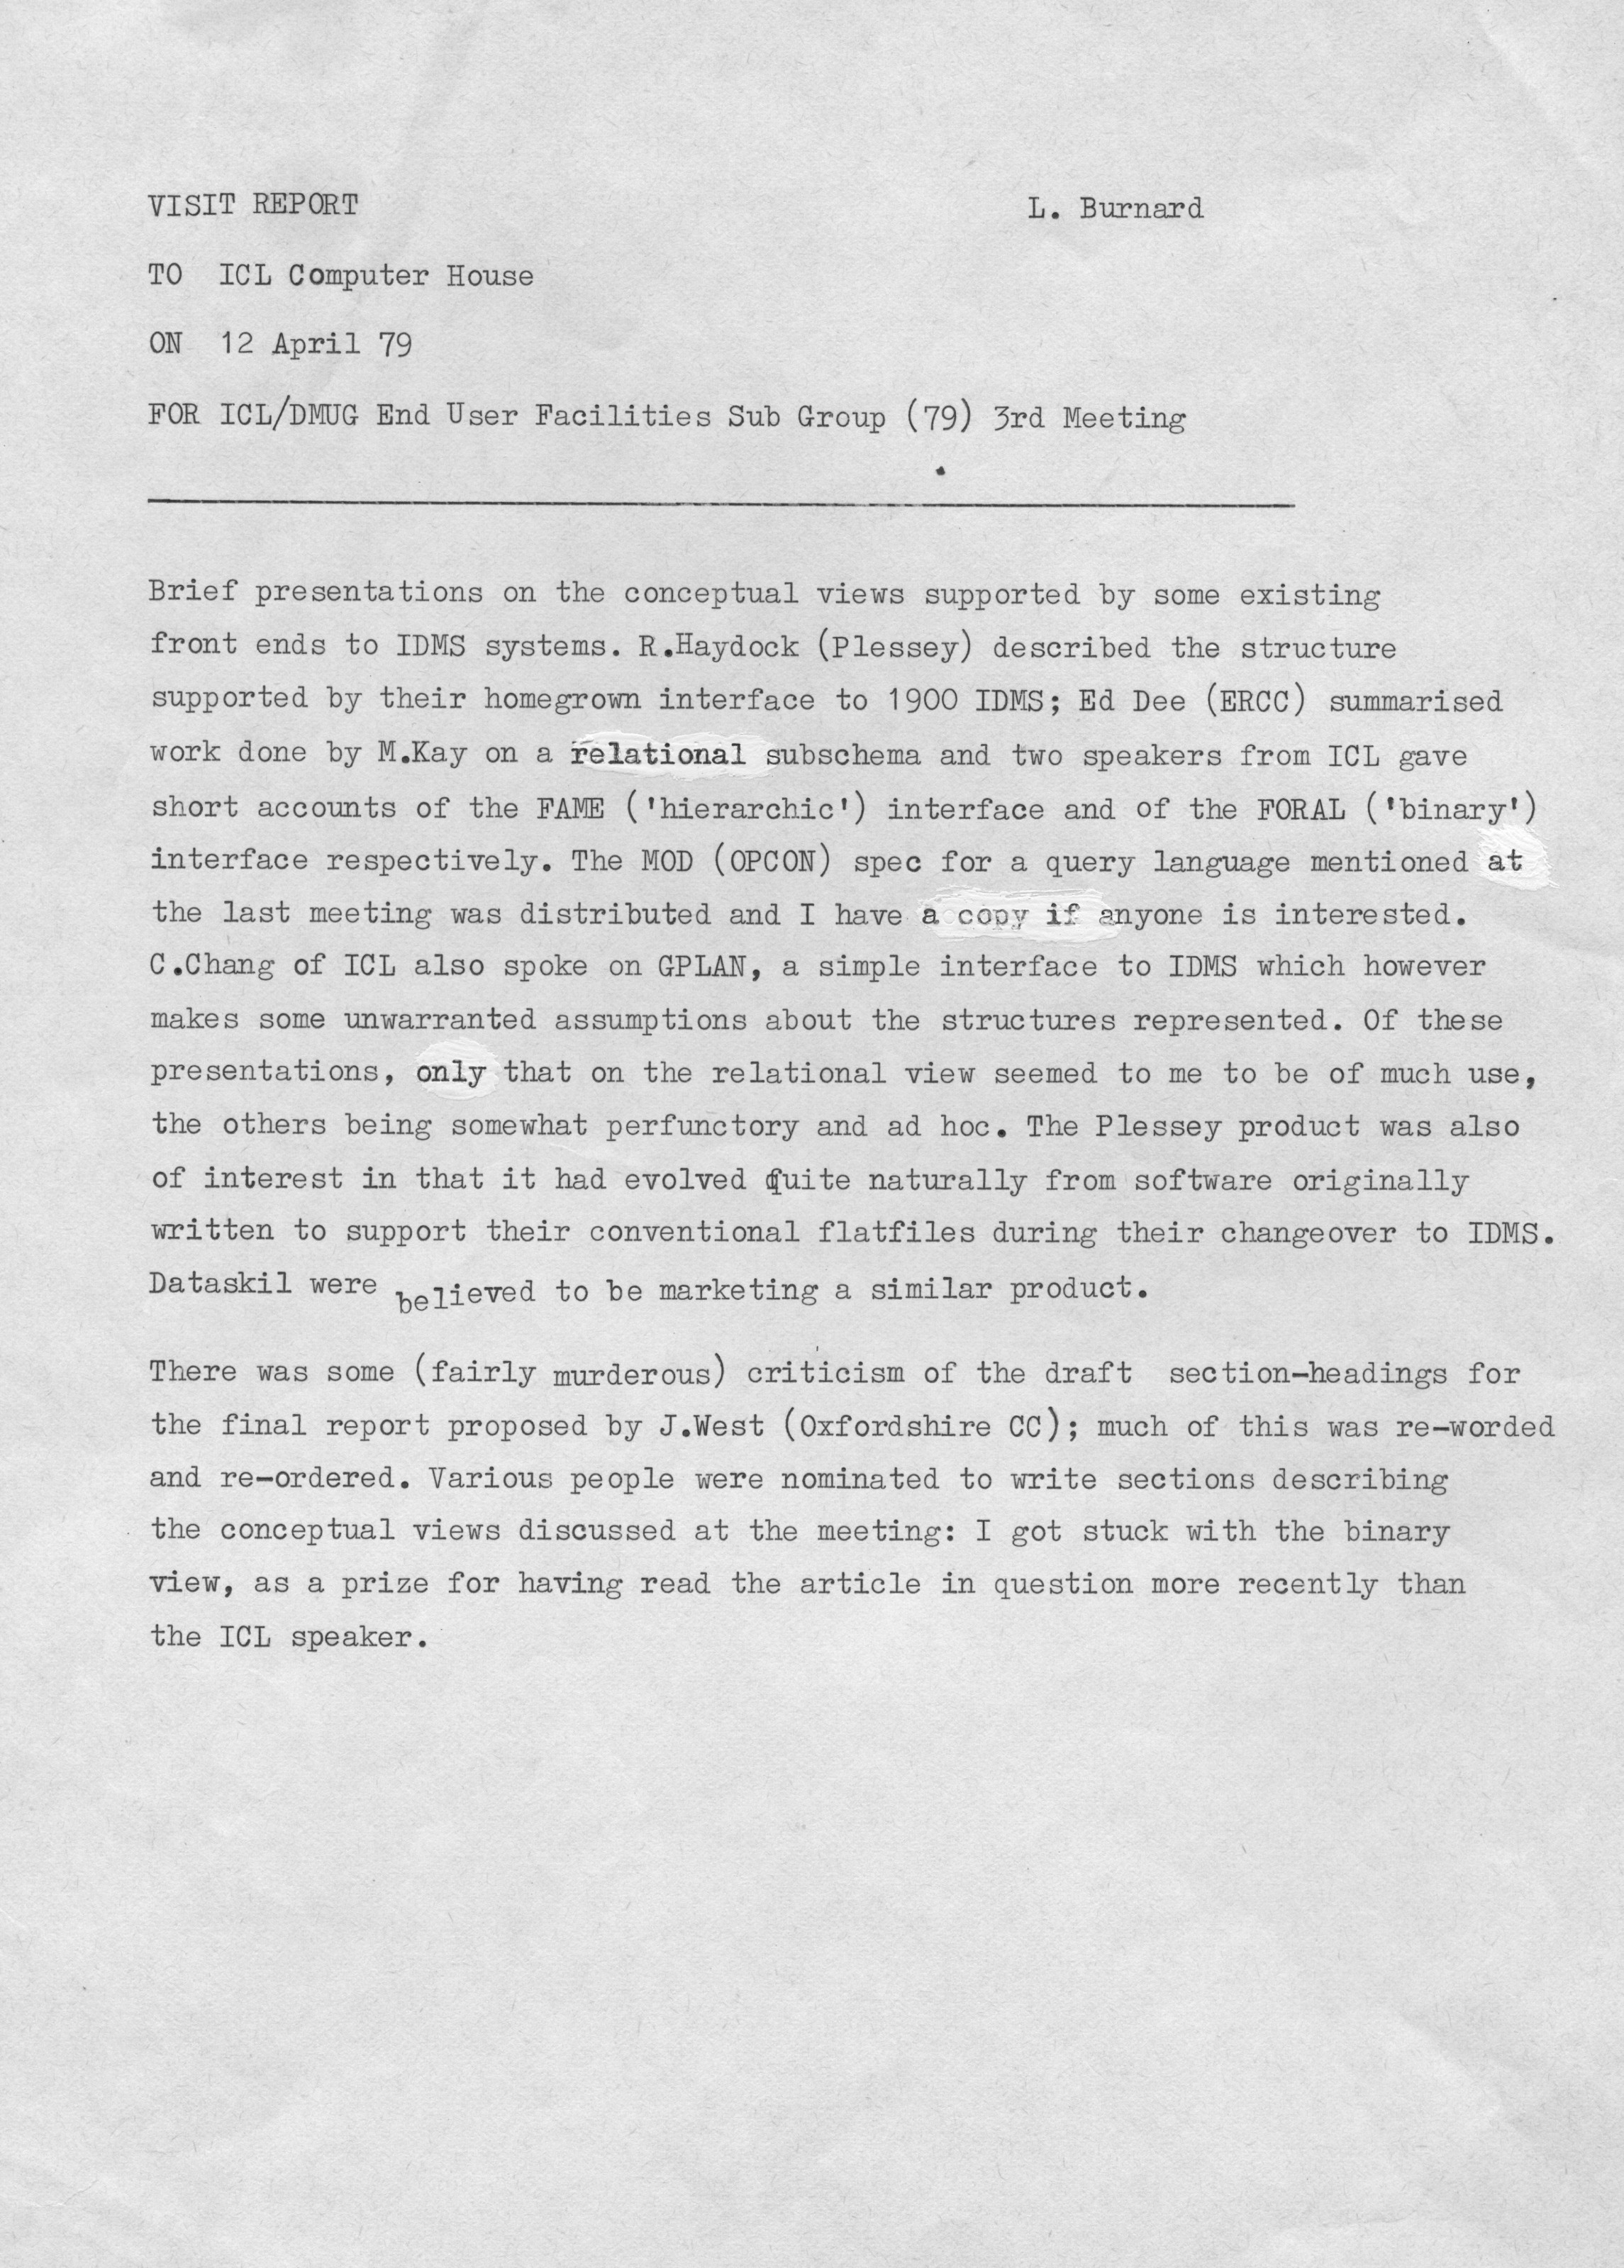 VISIT REPORT L. Burnard
TO ICL Computer House
ON 12 April 79
FOR ICL/DMUG End User Facilities Sub Group (79) 3rd Meeting
Brief presentations on the conceptual views supported by some existing
front ends to IDMS systems. R.Haydock (Plessey) described the structure
supported by their homegrown interface to 1900 IDMS; Ed Dee (ERCC) summarised
work done by M.Kay on a relational subschema and two speakers from ICL gave
short accounts of the FAME ('hierarchic') interface and of the FORAL ('binary')
interface respectively. The MOD (OPCON) spec for a query language mentioned at
the last meeting was distributed and I have a copy if anyone is interested.
C.Chang of ICL also spoke on GPLAN, a simple interface to IDMS which however
makes some unwarranted assumptions about the structures represented. Of these
presentations, only that on the relational view seemed to me to be of much use,
the others being somewhat perfunctory and ad hoc. The Plessey product was also
of interest in that it had evolved quite naturally from software originally
written to support their conventional flatfiles during their changeover to IDMS.
Dataskil were believed to be marketing a similar product.
There was some (fairly murderous) criticism of the draft section-headings for
the final report proposed by J.West (Oxfordshire CC); much of this was re-worded
and re-ordered. Various people were nominated to write sections describing
the conceptual views discussed at the meeting: I got stuck with the binary
view, as a prize for having read the article in question more recently than
the ICL speaker.